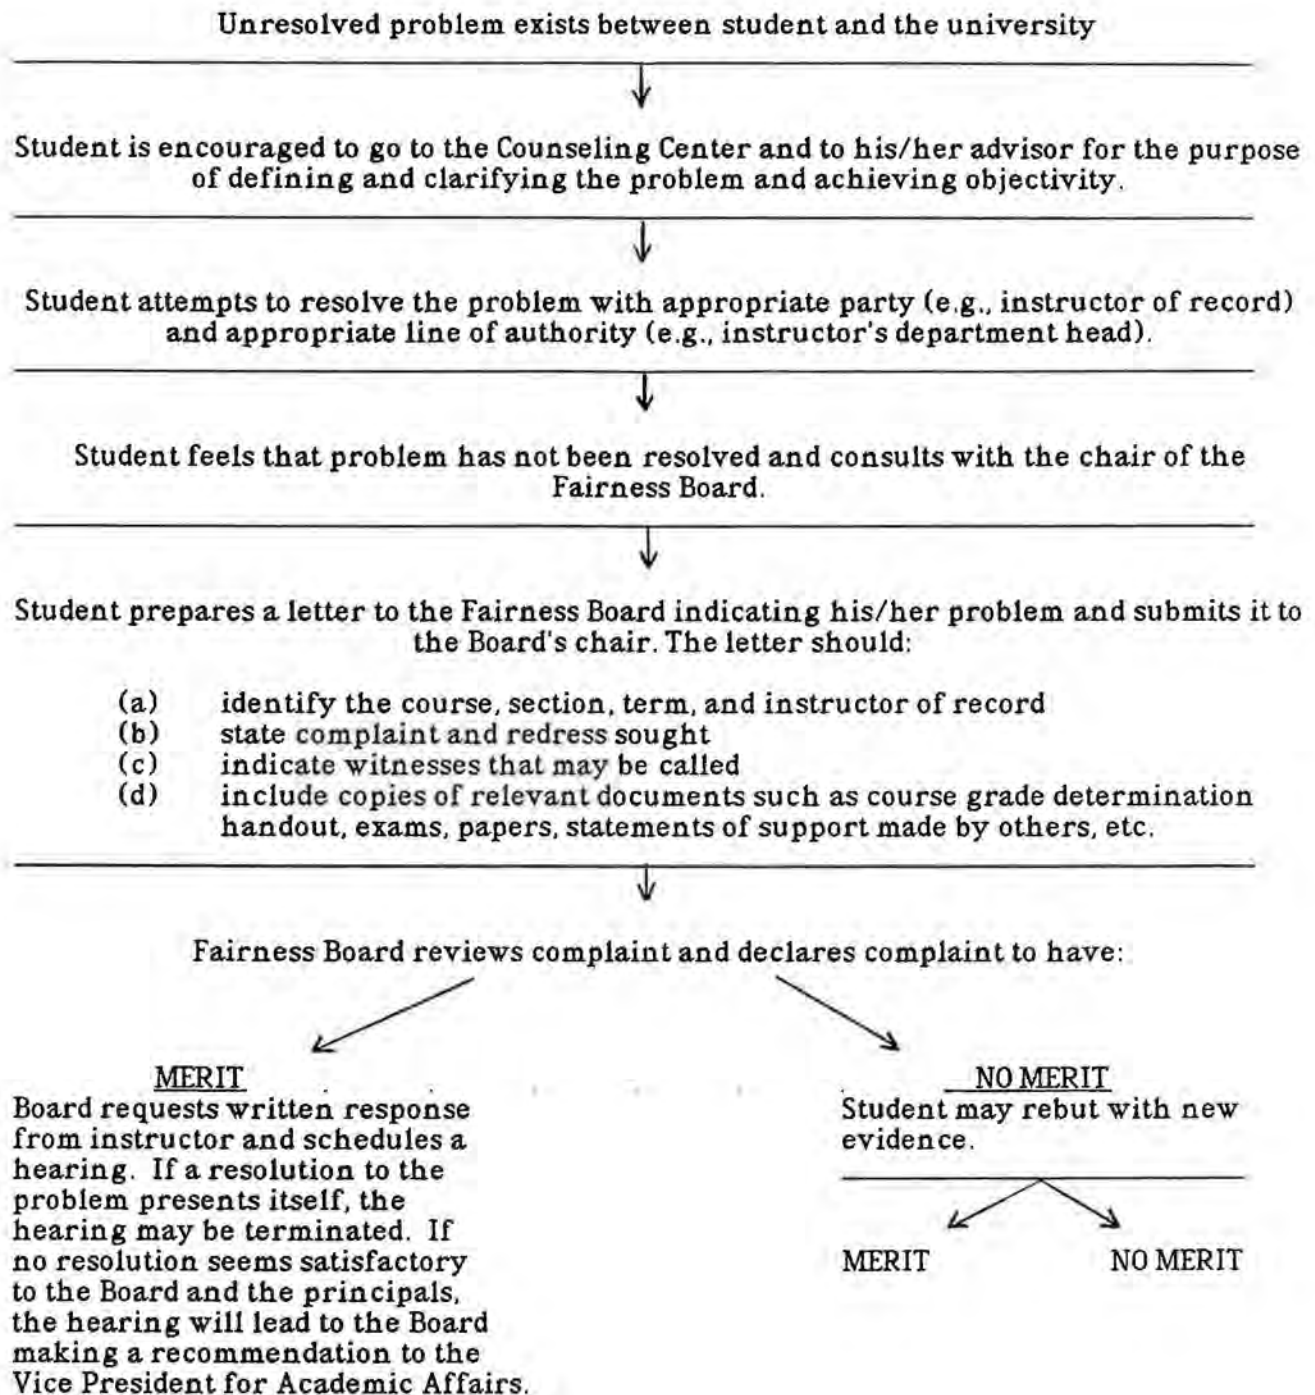 Unresolved problem exists between student and the university
Student is encouraged to go to the Counseling Center and to his/her advisor for the purpose
of defining and clarifying the problem and achieving objectivity.
Student attempts to resolve the problem with appropriate party (e.g., instructor of record)
and appropriate line of authority (e.g., instructor's department head).
Student feels that problem has not been resolved and consults with the chair of the
Fairness Board.
Student prepares a letter to the Fairness Board indicating his/her problem and submits it to
the Board's chair. The letter should:
(a) identify the course, section, term, and instructor of record
(b) state complaint and redress sought
(c) indicate witnesses that may be called
(d) include copies of relevant documents such as course grade determination
handout, exams, papers, statements of support made by others, etc.
Fairness Board reviews complaint and declares complaint to have:
MERIT
Board requests written response
from instructor and schedules a
hearing. If a resolution to the
problem presents itself, the
hearing may be terminated. If
no resolution seems satisfactory
to the Board and the principals,
the hearing will lead to the Board
making a recommendation to the
Vice President for Academic Affairs.
NO MERIT
Student may rebut with new
evidence.
MERIT NO MERIT